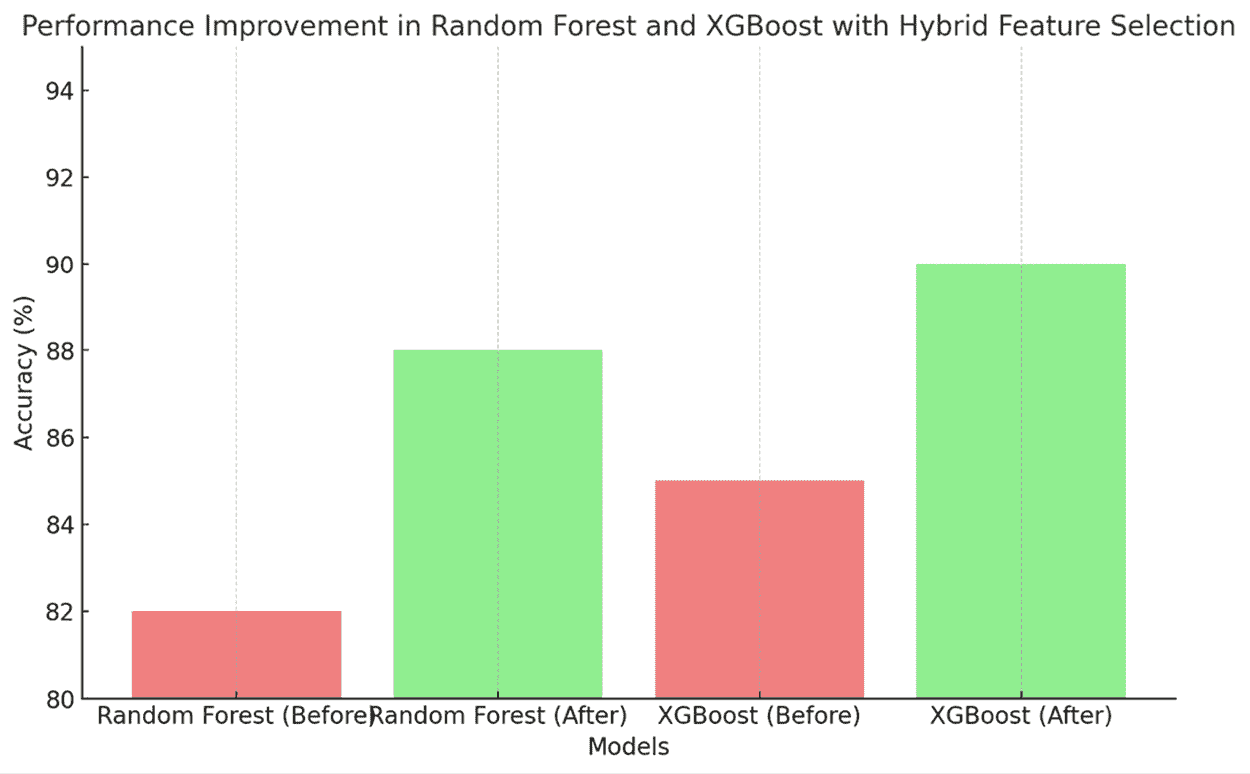 Performance Improvement in Random Forest and XGBoost with Hybrid Feature Selection
94
92
90
88
86
84
82
80
Accuracy (%)
Random Forest (Before)
Random Forest (After)
XGBoost (Before)
XGBoost (After)
Models